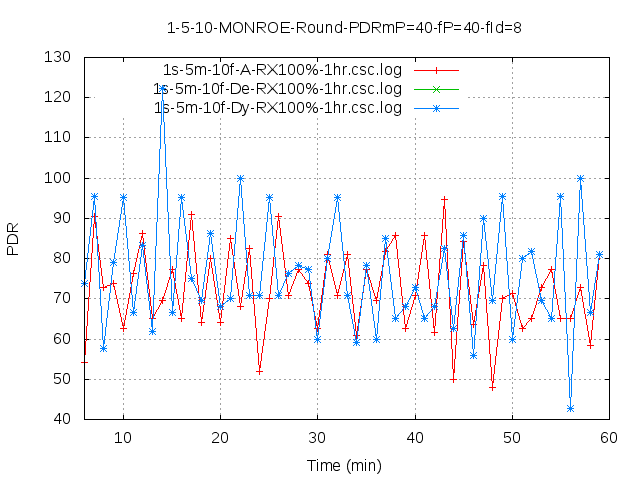 1-5-10-MONROE-Round-PDRmP=40-fP=40-fId=8
130
120
110
100
90
80
70
60
50
40
PDR
1s-5m-10f-A-RX100%-1hr.csc.log
1s-5m-10f-De-RX100%-1hr.csc.log
1s-5m-10f-Dy-RX100%-1hr.csc.log
10 20 30 40 50 60
Time (min)